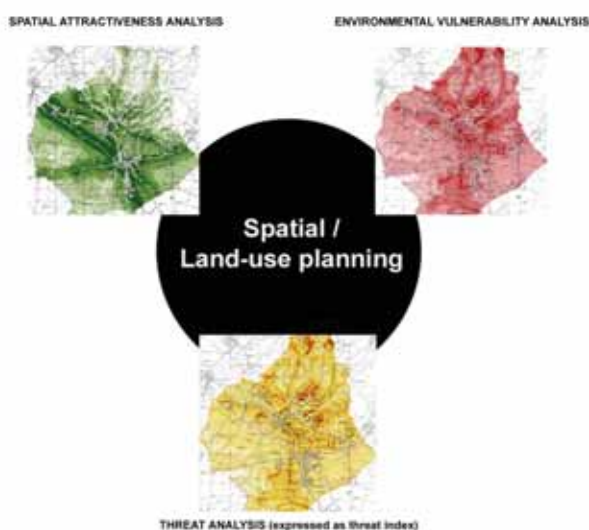 SPATIAL ATTRACTIVENESS ANALYSIS
ENVIRONMENTAL VULNERABILITY ANALYSIS
Spatial /
Land-use planning
THREAT ANALYSIS (expressed as threat index)